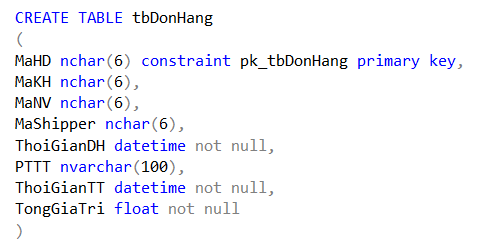 CREATE TABLE tbDonHang
(
MaHD nchar(6) constraint pk_tbDonHang primary key,
MaKH nchar(6),
MaNV nchar(6),
MaShipper nchar(6),
ThoiGianDH datetime not null,
PTTT nvarchar(100),
ThoiGianTT datetime not null,
TongGiaTri float not null
)